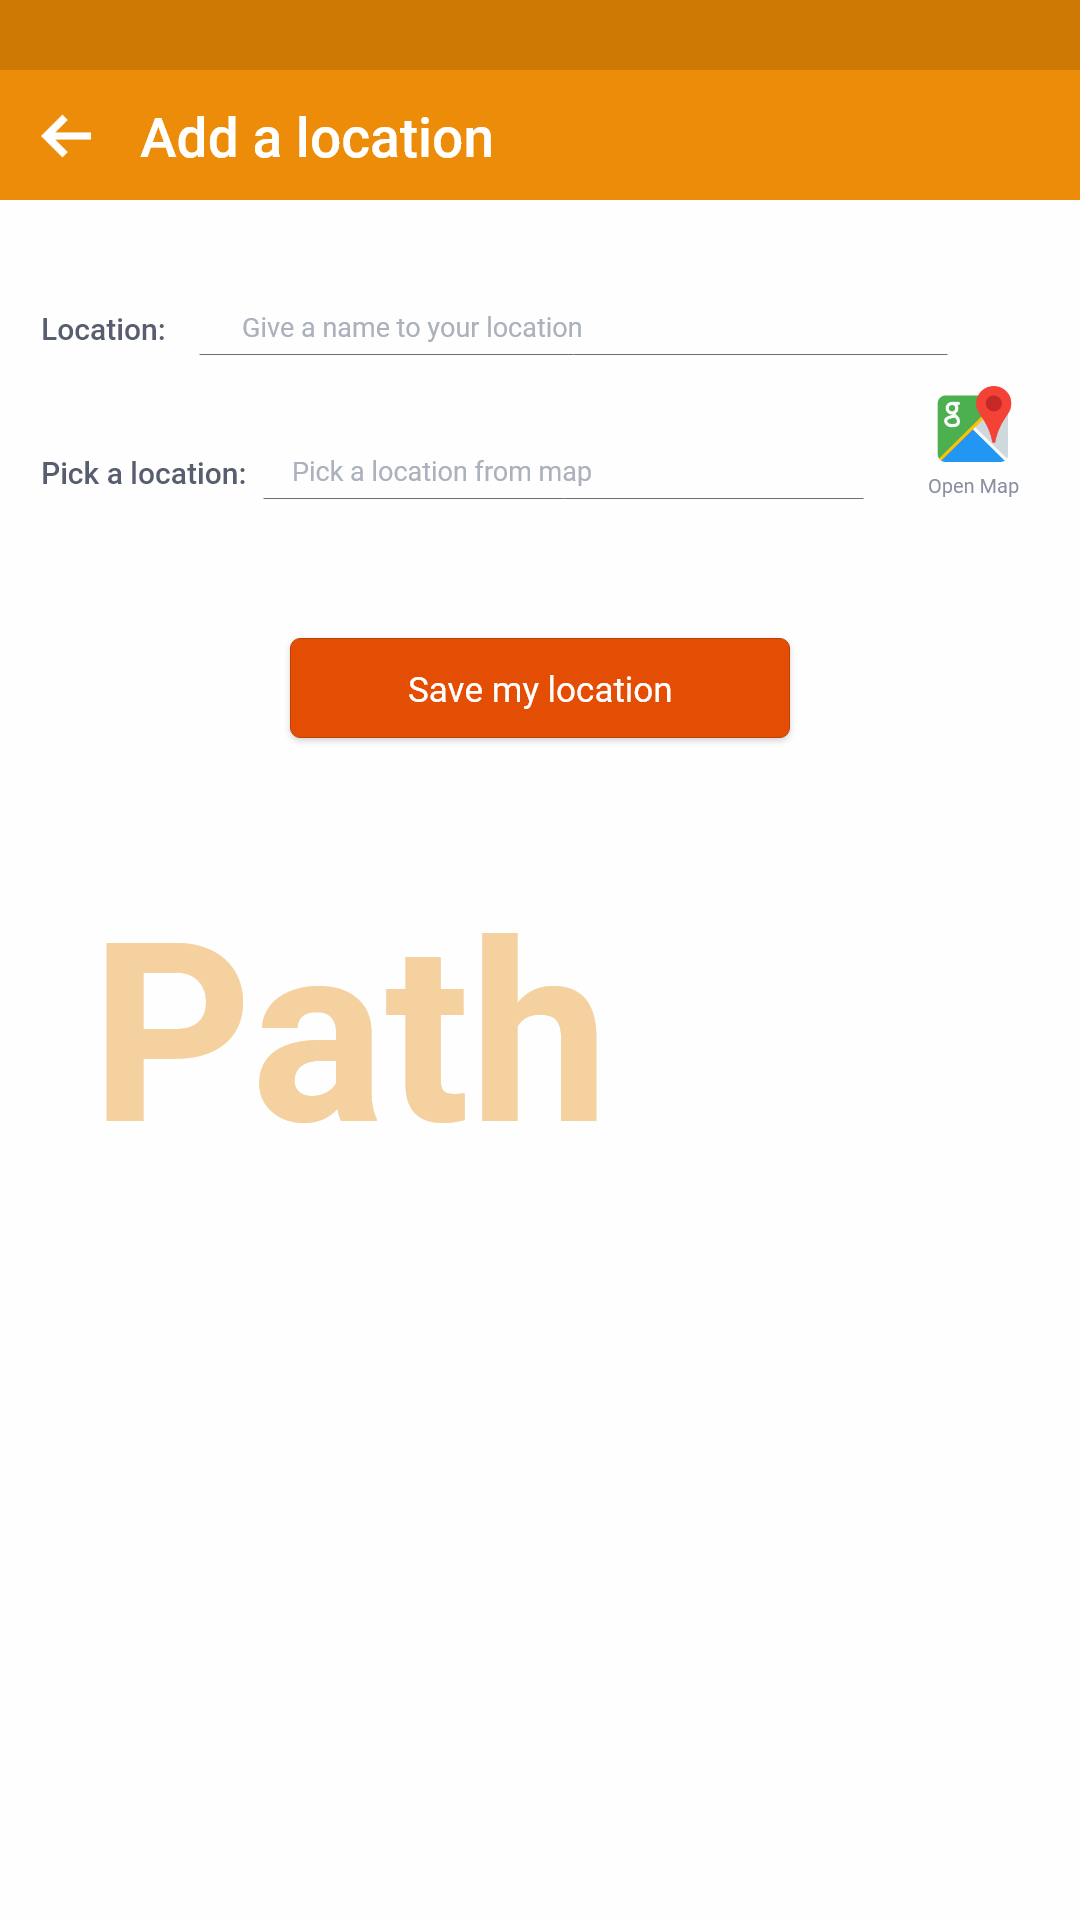 Add a location
Location:
Give a name to your location
g
Pick a location:
Pick a location from map
Open Map
Save my location
Path